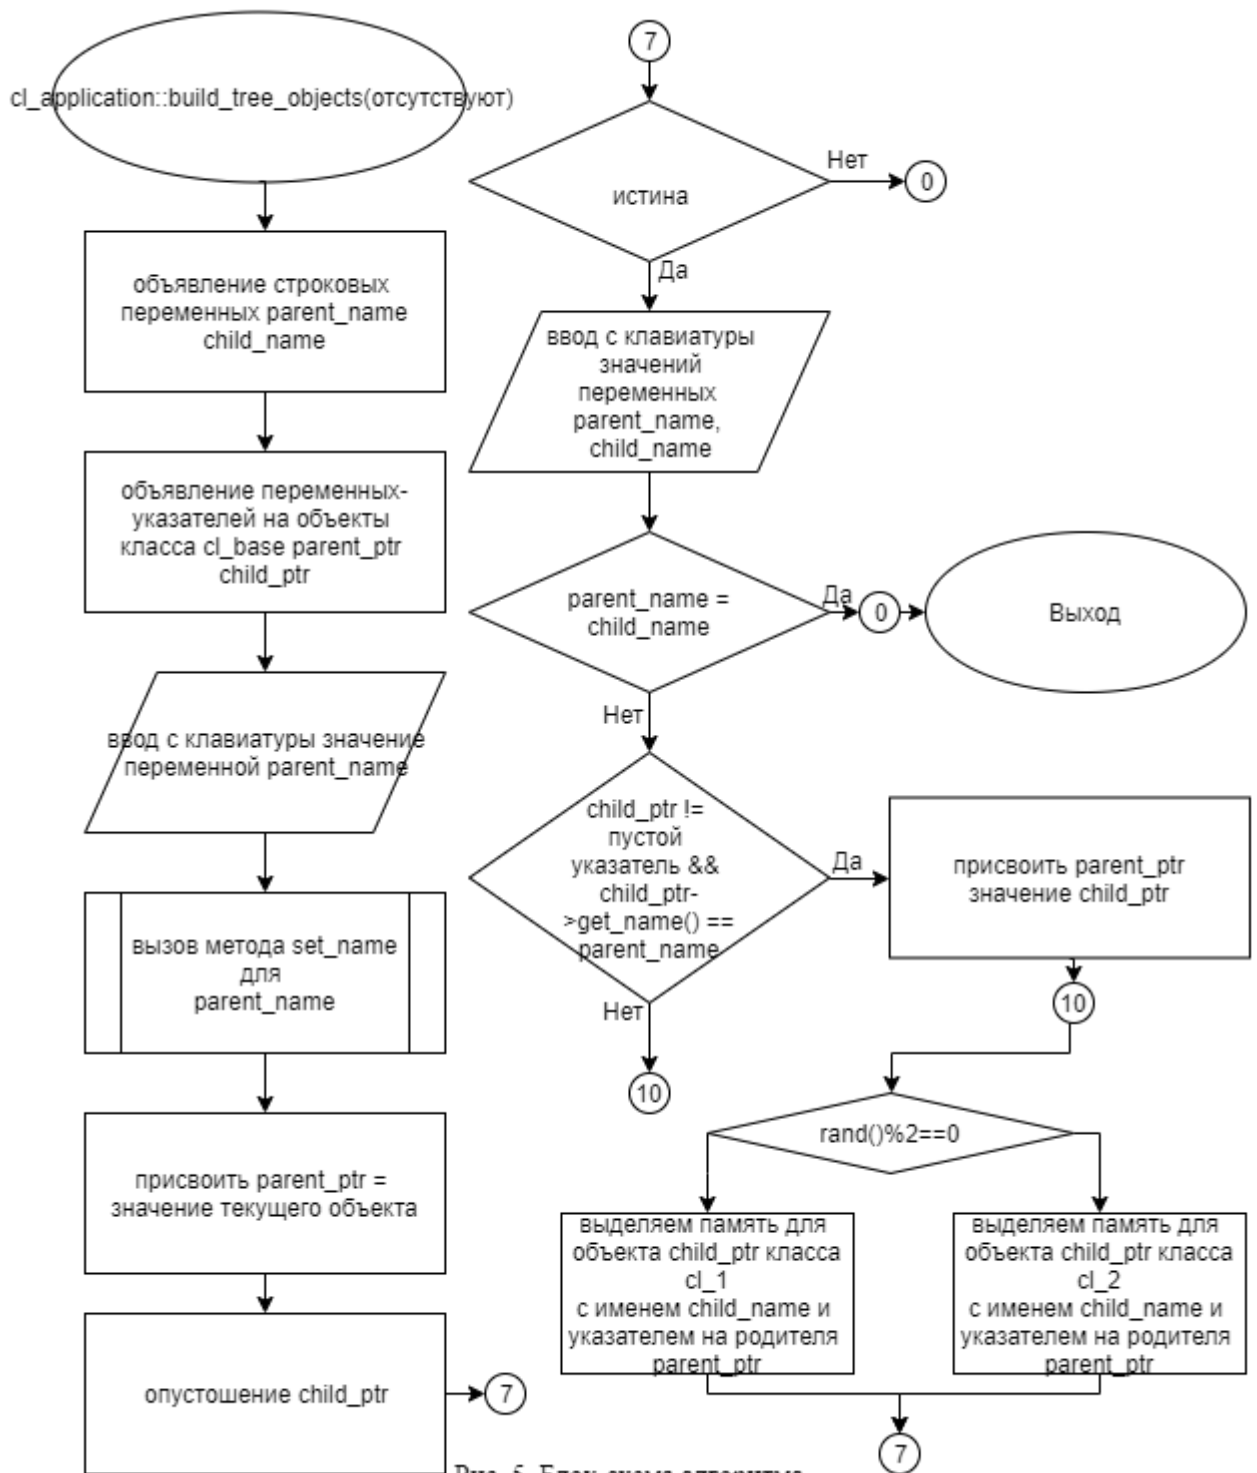 cl_application::build_tree_objects(отсутствуют)
объявление строковых
переменных parent_name
child_name
объявление переменных-
указателей на объекты
класса cl_base parent_ptr
child_ptr
ввод с клавиатуры значение
переменной parent_name
вызов метода set_name
для
parent_name
присвоить parent_ptr =
значение текущего объекта
опустошение child_ptr
7
7
истина
Нет
0
Да
ввод с клавиатуры
значений
переменных
parent_name,
child_name
parent_name =
child_name
Да
0
Выход
Нет
child_ptr !=
пустой
указатель &&
child_ptr-
>get_name() ==
parent_name
Да
присвоить parent_ptr
значение child_ptr
Нет
10
10
rand()%2==0
выделяем память для
объекта child_ptr класса
cl_1
с именем child_name и
указателем на родителя
parent_ptr
выделяем память для
объекта child_ptr класса
cl_2
с именем child_name и
указателем на родителя
parent_ptr
7
Рис. 5. Блок-схема алгоритма